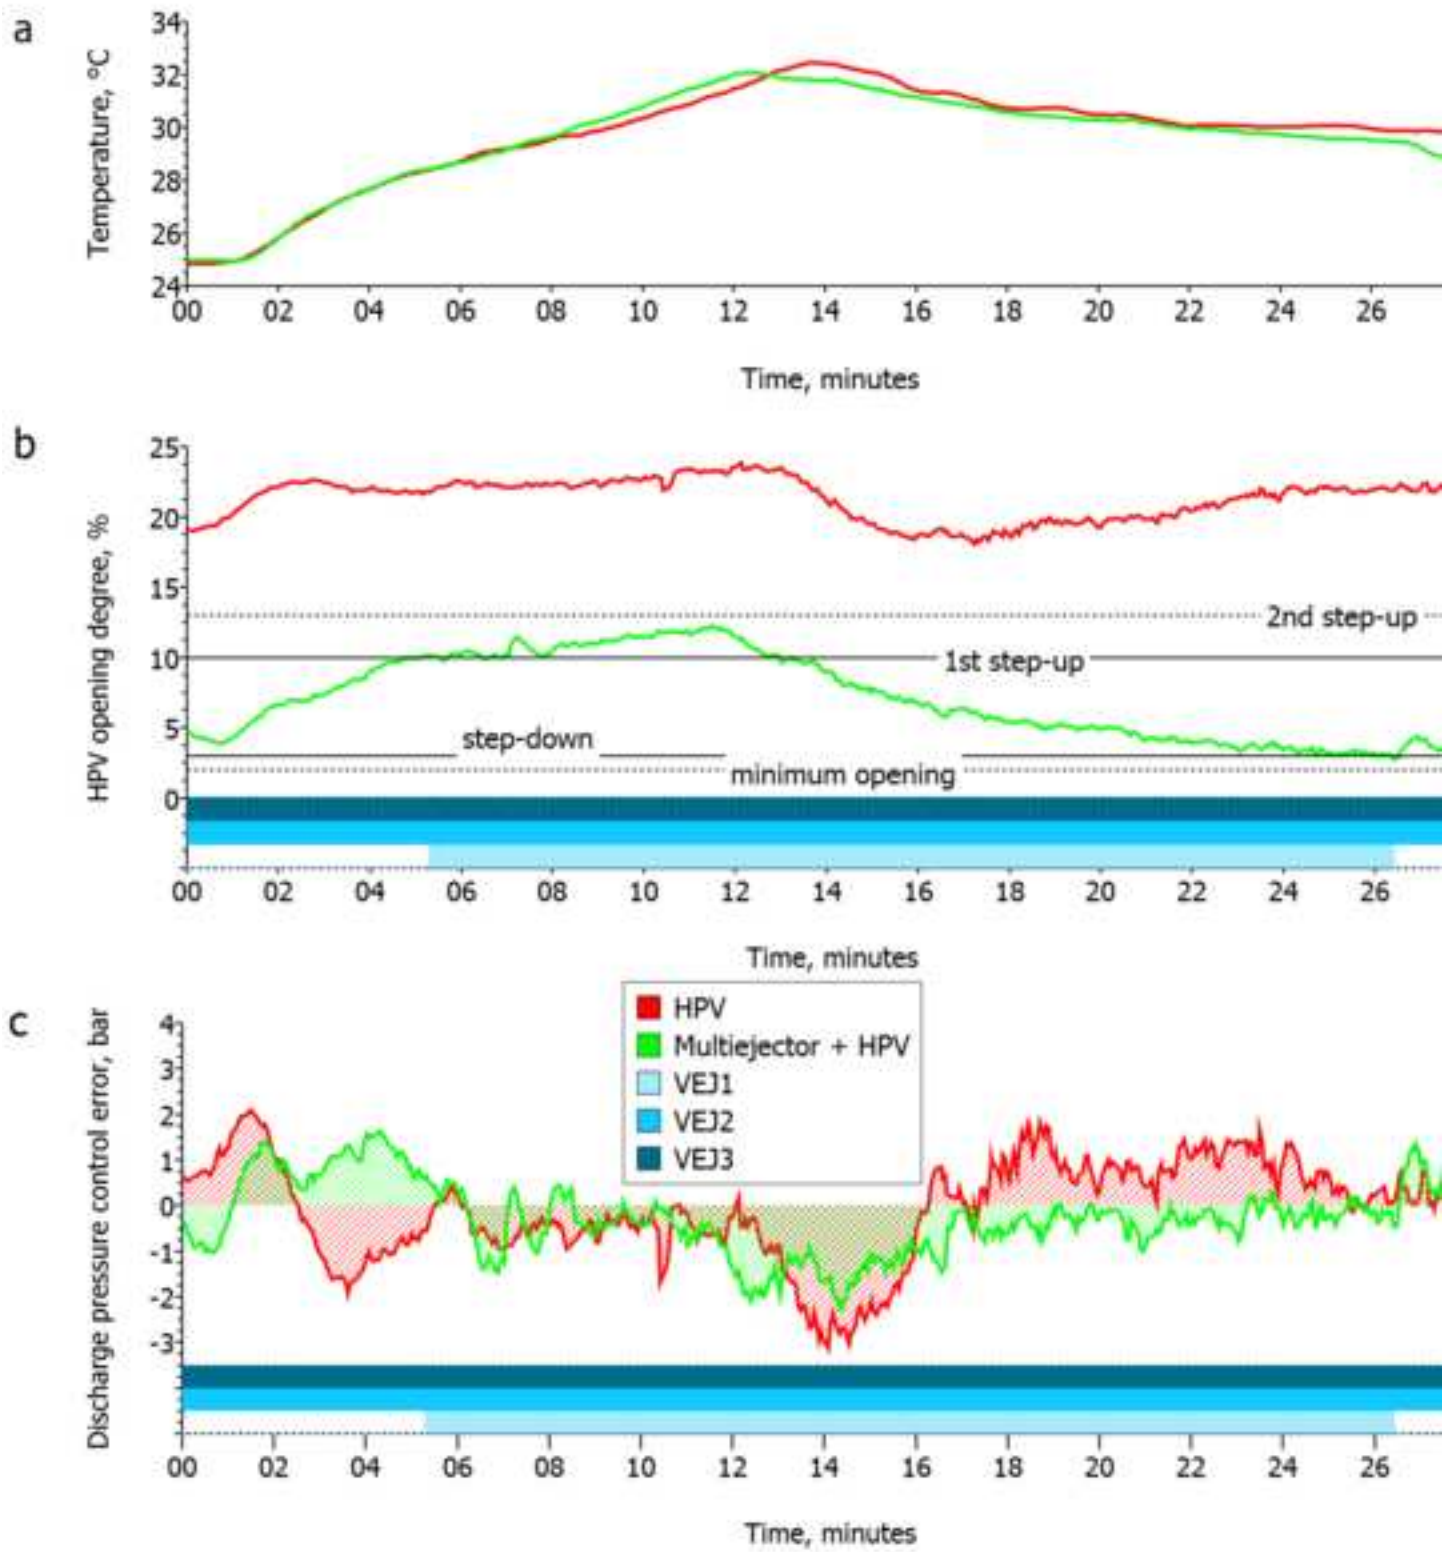 a
Temperature, °C
34
32
30
28
26
24
00 02 04 06 08 10 12 14 16 18 20 22 24 26
Time, minutes
b
HPV opening degree, %
25
20
15
2nd step-up
10
1st step-up
5
step-down
minimum opening
0
00 02 04 06 08 10 12 14 16 18 20 22 24 26
Time, minutes
c
Discharge pressure control error, bar
HPV
Multiejector + HPV
VEJ1
VEJ2
VEJ3
4
3
2
1
0
-1
-2
-3
00 02 04 06 08 10 12 14 16 18 20 22 24 26
Time, minutes